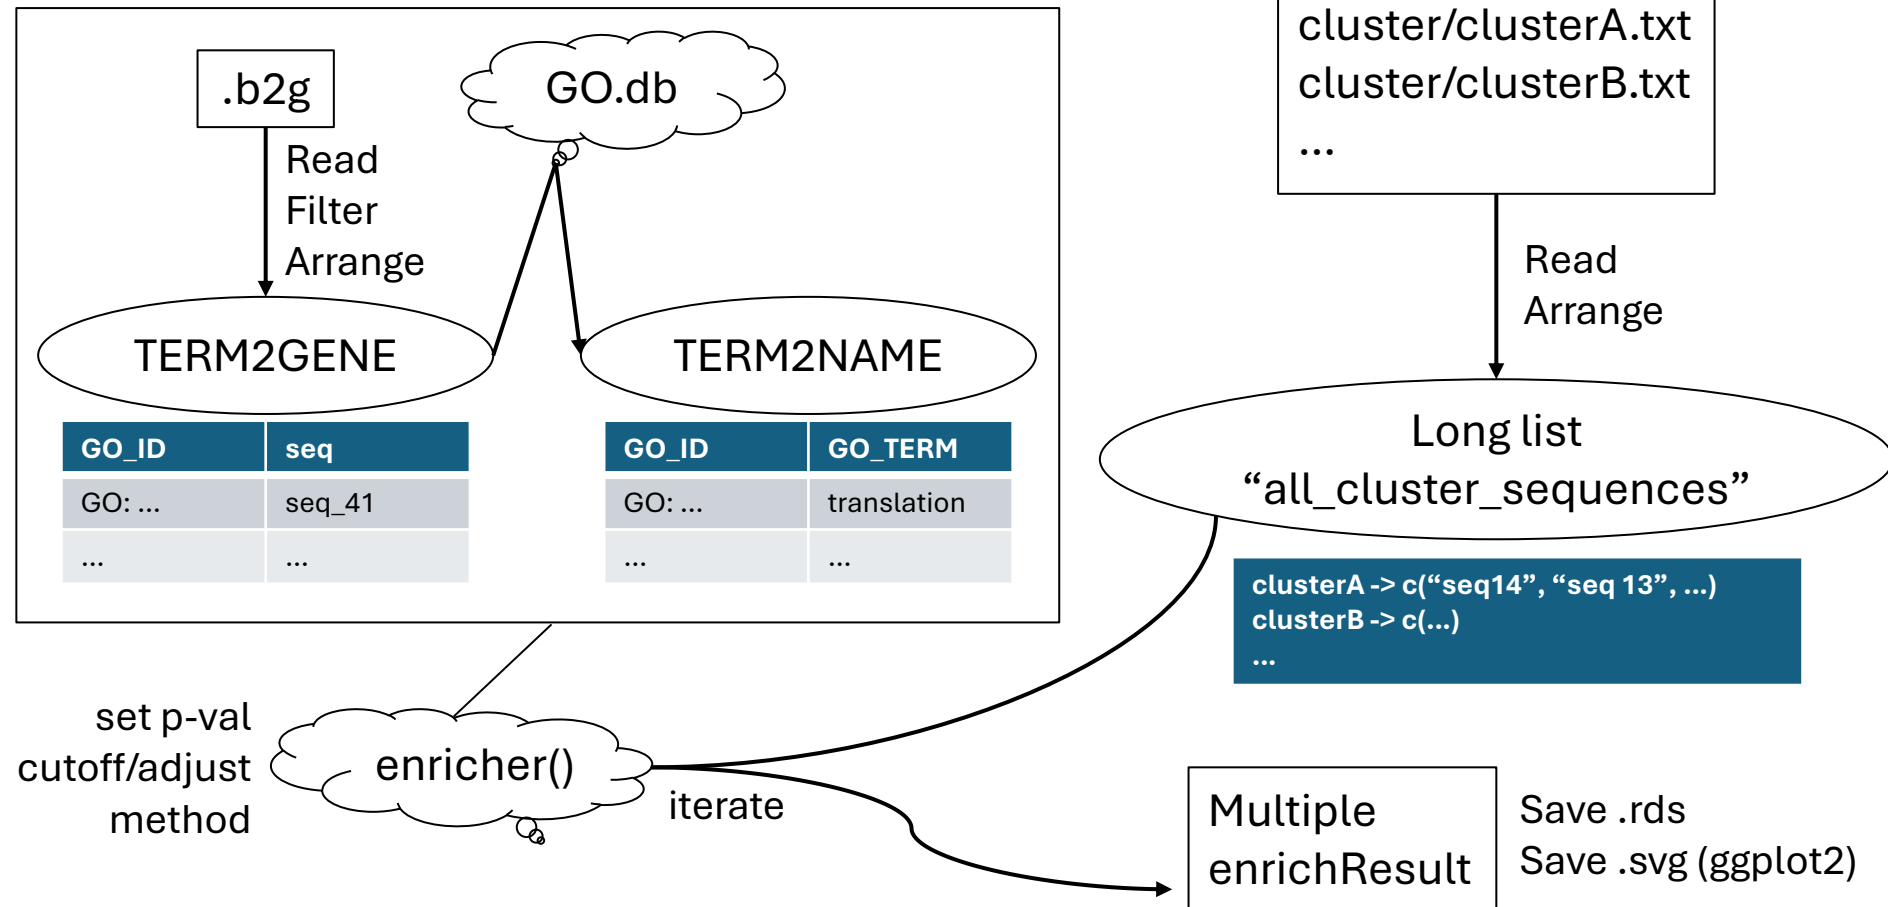 .b2g
GO.db
Read
Filter
Arrange
TERM2GENE
TERM2NAME
GO_ID seq
GO: ... seq_41
... ...
GO_ID GO_TERM
GO: ... translation
... ...
cluster/clusterA.txt
cluster/clusterB.txt
...
Read
Arrange
Long list
“all_cluster_sequences”
clusterA -> c(“seq14”, “seq 13”, ...)
clusterB -> c(...)
...
set p-val
cutoff/adjust
method
enricher()
iterate
Multiple
enrichResult
Save .rds
Save .svg (ggplot2)